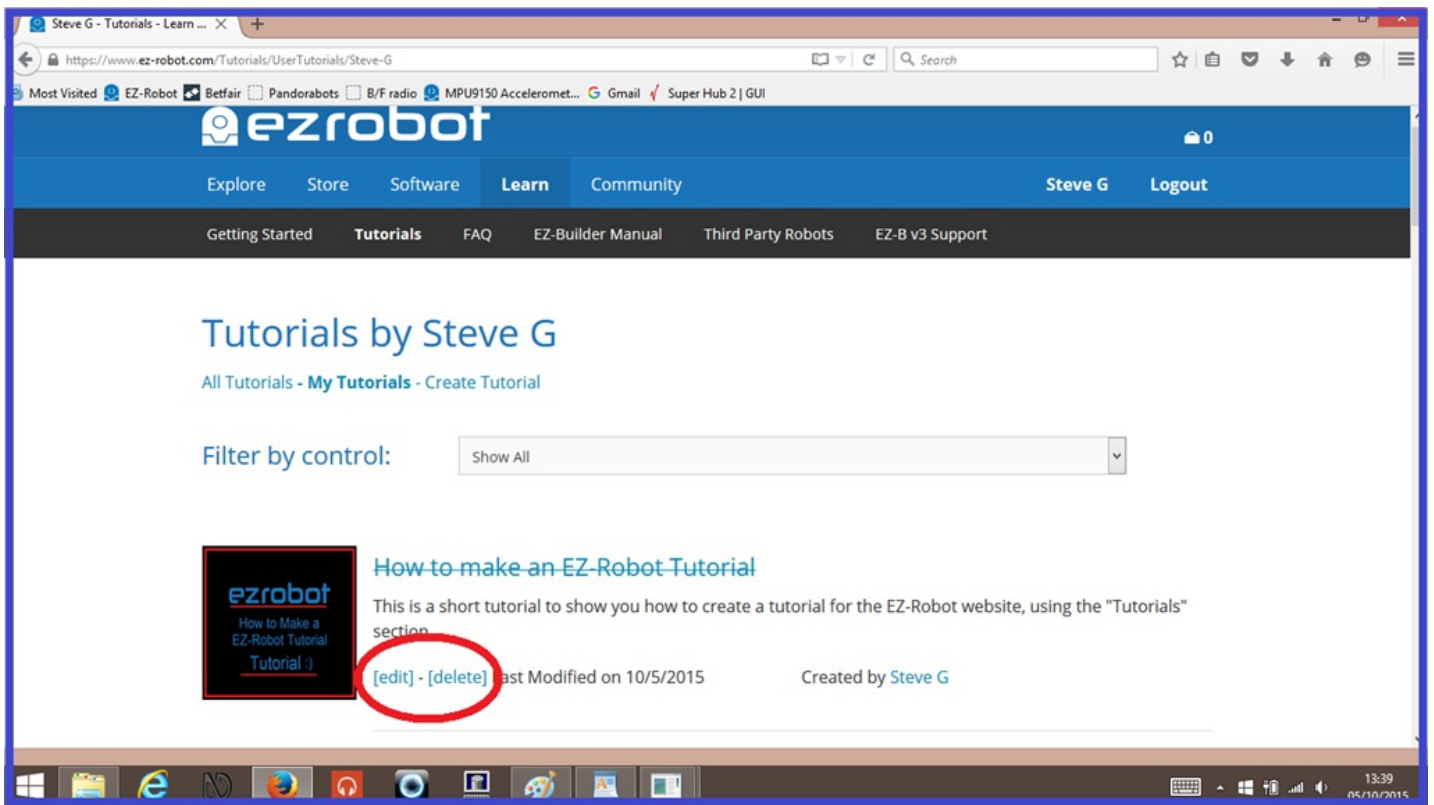 Steve G - Tutorials - Learn ...
https://www.ez-robot.com/Tutorials/UserTutorials/Steve-G
Search
Most Visited EZ-Robot Betfair Pandorabots B/F radio MPU9150 Acceleromet... Gmail Super Hub 2 | GUI
ezrobot
0
Explore Store Software Learn Community Steve G Logout
Getting Started Tutorials FAQ EZ-Builder Manual Third Party Robots EZ-B v3 Support
Tutorials by Steve G
All Tutorials - My Tutorials - Create Tutorial
Filter by control: Show All
How to make an EZ-Robot Tutorial
This is a short tutorial to show you how to create a tutorial for the EZ-Robot website, using the "Tutorials"
section
[edit] - [delete] Last Modified on 10/5/2015 Created by Steve G
ezrobot
How to Make a
EZ-Robot Tutorial
Tutorial :)
13:39
05/10/2015